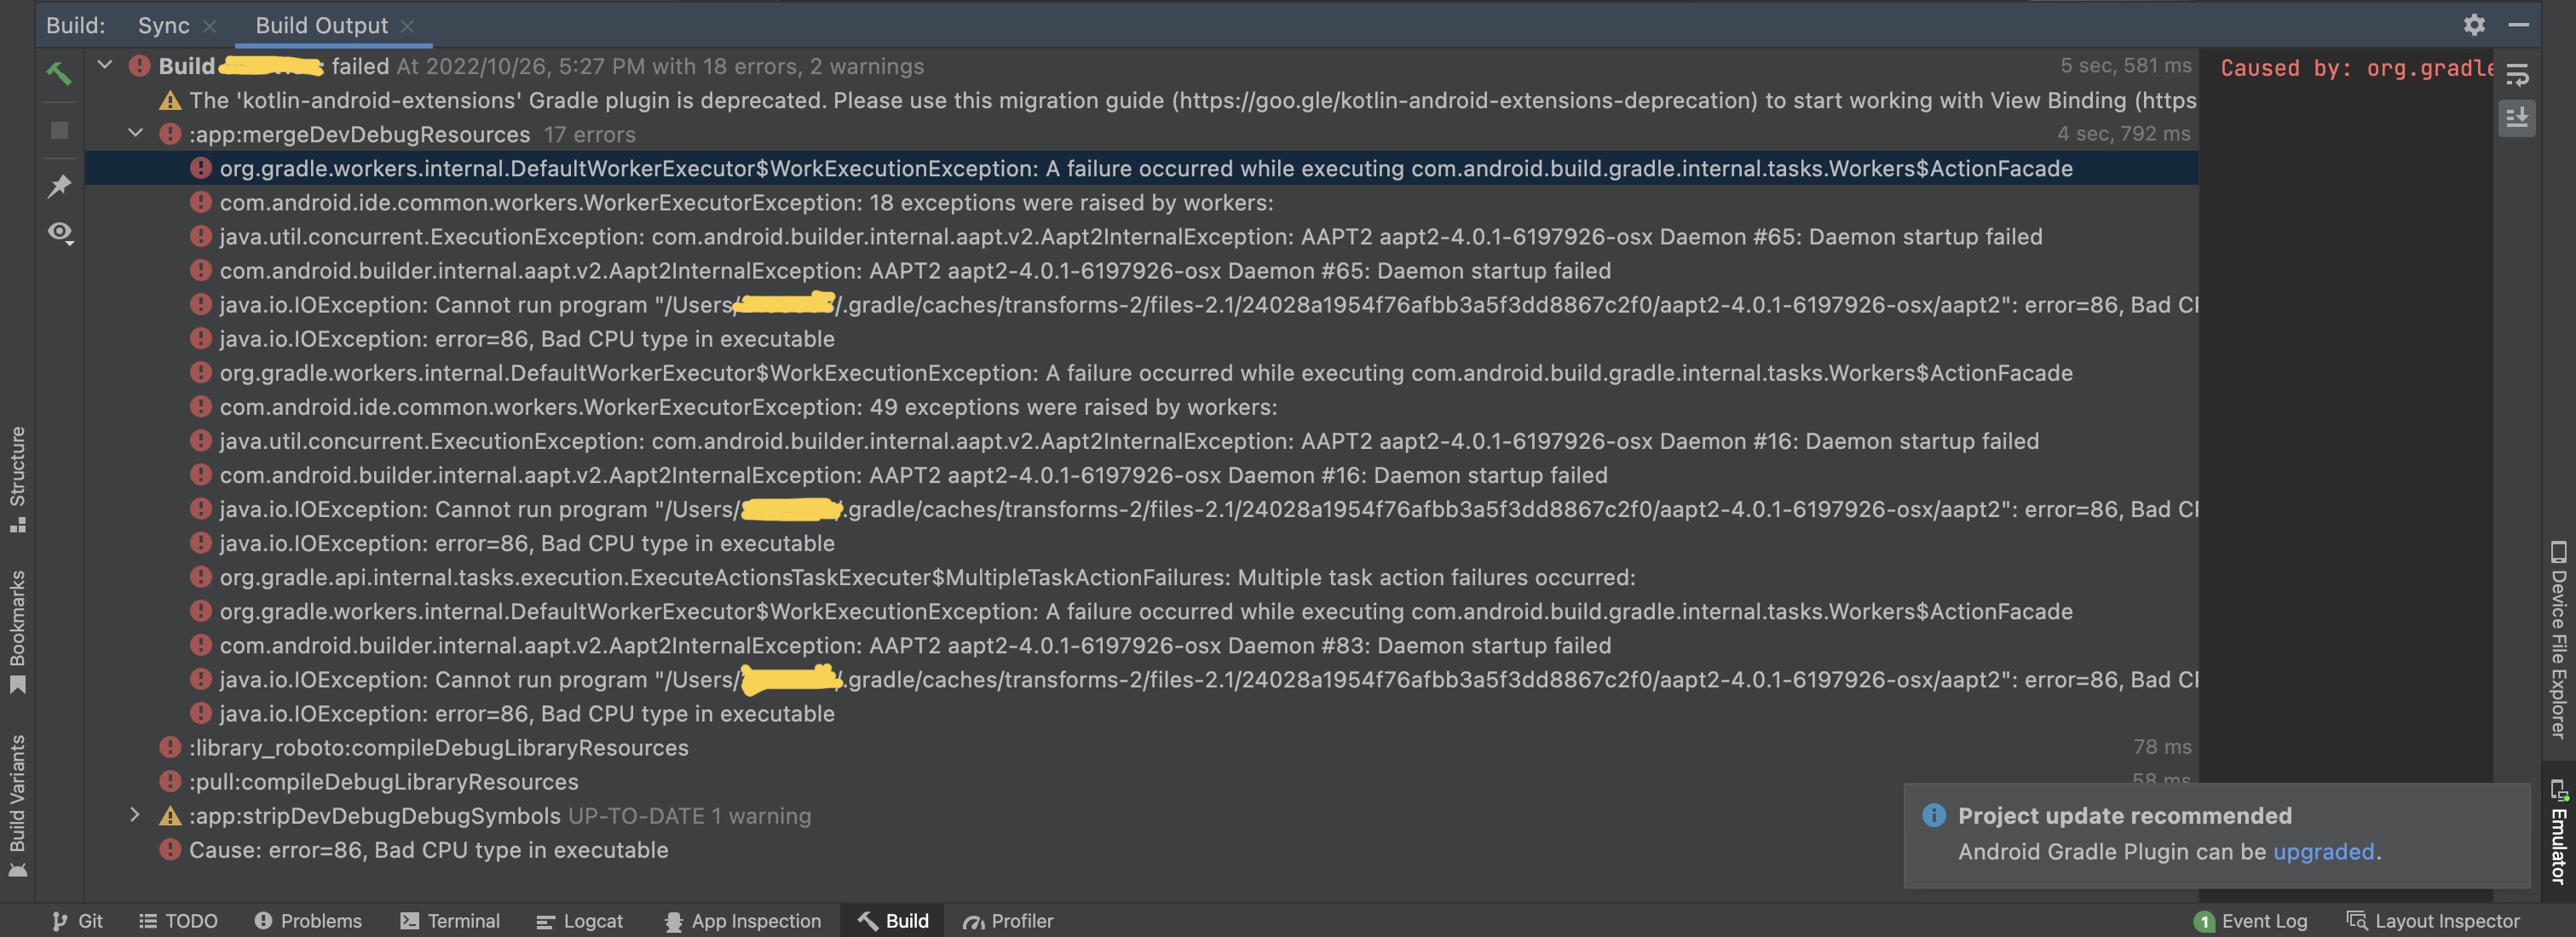 Build: Sync Build Output
Build failed At 2022/10/26, 5:27 PM with 18 errors, 2 warnings 5 sec, 581 ms
The 'kotlin-android-extensions' Gradle plugin is deprecated. Please use this migration guide (https://goo.gle/kotlin-android-extensions-deprecation) to start working with View Binding (https
:app:mergeDevDebugResources 17 errors 4 sec, 792 ms
org.gradle.workers.internal.DefaultWorkerExecutor$WorkExecutionException: A failure occurred while executing com.android.build.gradle.internal.tasks.Workers$ActionFacade
com.android.ide.common.workers.WorkerExecutorException: 18 exceptions were raised by workers:
java.util.concurrent.ExecutionException: com.android.builder.internal.aapt.v2.Aapt2InternalException: AAPT2 aapt2-4.0.1-6197926-osx Daemon #65: Daemon startup failed
com.android.builder.internal.aapt.v2.Aapt2InternalException: AAPT2 aapt2-4.0.1-6197926-osx Daemon #65: Daemon startup failed
java.io.IOException: Cannot run program "/Users/ /.gradle/caches/transforms-2/files-2.1/24028a1954f76afbb3a5f3dd8867c2f0/aapt2-4.0.1-6197926-osx/aapt2": error=86, Bad
java.io.IOException: error=86, Bad CPU type in executable
org.gradle.workers.internal.DefaultWorkerExecutor$WorkExecutionException: A failure occurred while executing com.android.build.gradle.internal.tasks.Workers$ActionFacade
com.android.ide.common.workers.WorkerExecutorException: 49 exceptions were raised by workers:
java.util.concurrent.ExecutionException: com.android.builder.internal.aapt.v2.Aapt2InternalException: AAPT2 aapt2-4.0.1-6197926-osx Daemon #16: Daemon startup failed
com.android.builder.internal.aapt.v2.Aapt2InternalException: AAPT2 aapt2-4.0.1-6197926-osx Daemon #16: Daemon startup failed
java.io.IOException: Cannot run program "/Users/ .gradle/caches/transforms-2/files-2.1/24028a1954f76afbb3a5f3dd8867c2f0/aapt2-4.0.1-6197926-osx/aapt2": error=86, Bad
java.io.IOException: error=86, Bad CPU type in executable
org.gradle.api.internal.tasks.execution.ExecuteActionsTaskExecuter$MultipleTaskActionFailures: Multiple task action failures occurred:
org.gradle.workers.internal.DefaultWorkerExecutor$WorkExecutionException: A failure occurred while executing com.android.build.gradle.internal.tasks.Workers$ActionFacade
com.android.builder.internal.aapt.v2.Aapt2InternalException: AAPT2 aapt2-4.0.1-6197926-osx Daemon #83: Daemon startup failed
java.io.IOException: Cannot run program "/Users/ .gradle/caches/transforms-2/files-2.1/24028a1954f76afbb3a5f3dd8867c2f0/aapt2-4.0.1-6197926-osx/aapt2": error=86, Bad
java.io.IOException: error=86, Bad CPU type in executable
:library_roboto:compileDebugLibraryResources 78 ms
:pull:compileDebugLibraryResources 58 ms
:app:stripDevDebugDebugSymbols UP-TO-DATE 1 warning
Cause: error=86, Bad CPU type in executable
Caused by: org.gradle
Project update recommended
Android Gradle Plugin can be upgraded.
Structure
Bookmarks
Build Variants
Device File Explorer
Emulator
Git TODO Problems Terminal Logcat App Inspection Build Profiler 1 Event Log Layout Inspector